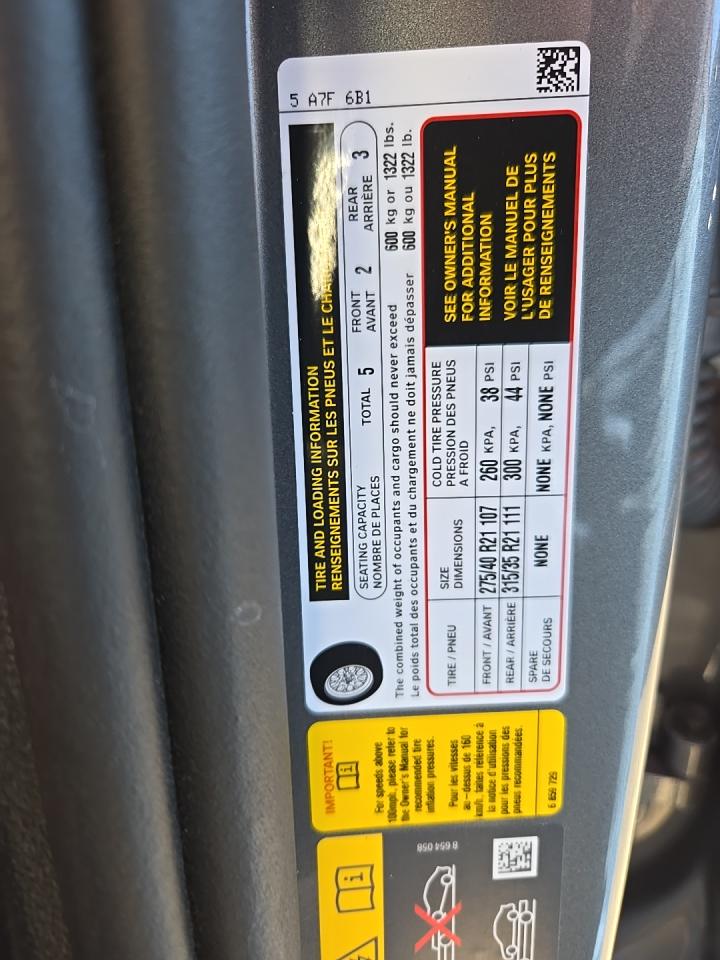 5 A7F 6B1
TIRE AND LOADING INFORMATION
RENSEIGNEMENTS SUR LES PNEUS ET LE
SEATING CAPACITY
NOMBRE DE PLACES
TOTAL 5
FRONT
AVANT
2
REAR
ARRIÈRE
3
The combined weight of occupants and cargo should never exceed 600 kg or 1322 lbs.
Le poids total des occupants et du chargement ne doit jamais dépasser 600 kg ou 1322 lb.
TIRE / PNEU
SIZE
DIMENSIONS
COLD TIRE PRESSURE
PRESSION DES PNEUS
A FROID
FRONT / AVANT 275/40 R21 107 260 KPA, 38 PSI
REAR / ARRIÈRE 315/35 R21 111 300 KPA, 44 PSI
SPARE
DE SECOURS
NONE
NONE KPA, NONE PSI
SEE OWNER'S MANUAL
FOR ADDITIONAL
INFORMATION
VOIR LE MANUEL DE
L'USAGER POUR PLUS
DE RENSEIGNEMENTS
IMPORTANT!
For speeds above
100mph, please refer to
the Owner's Manual for
recommended tire
inflation pressures.
Pour les vitesses
au-dessus de 160
km/h, faites référence à
la notice d'utilisation
pour les pressions des
pneus recommandées.
6 859 729
8 654 058